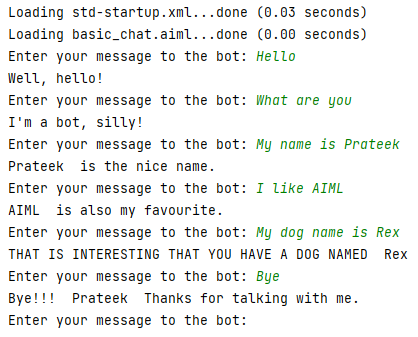 Loading std-startup.xml...done (0.03 seconds)
Loading basic_chat.aiml...done (0.00 seconds)
Enter your message to the bot: Hello
Well, hello!
Enter your message to the bot: What are you
I'm a bot, silly!
Enter your message to the bot: My name is Prateek
Prateek  is the nice name.
Enter your message to the bot: I like AIML
AIML  is also my favourite.
Enter your message to the bot: My dog name is Rex
THAT IS INTERESTING THAT YOU HAVE A DOG NAMED  Rex
Enter your message to the bot: Bye
Bye!!!  Prateek  Thanks for talking with me.
Enter your message to the bot: